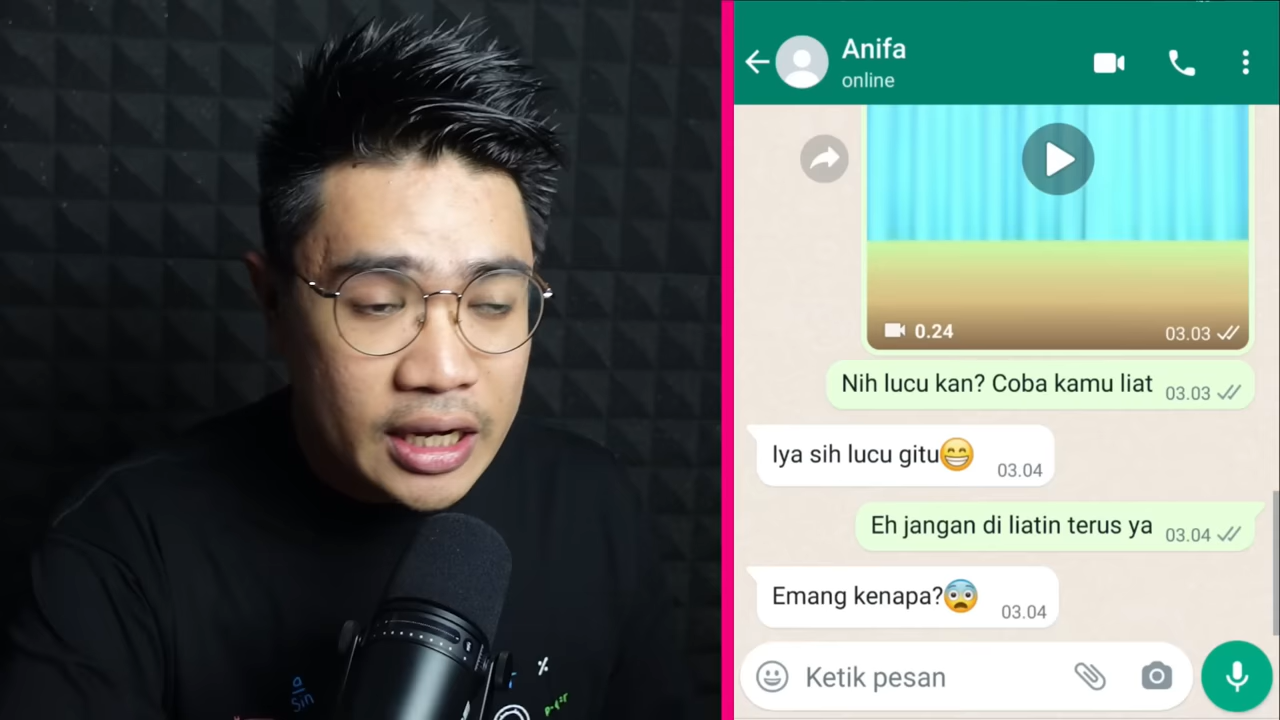 Anifa
online
0.24
03.03
Nih lucu kan? Coba kamu liat 03.03
Iya sih lucu gitu😁 03.04
Eh jangan di liatin terus ya 03.04
Emang kenapa?😨 03.04
Ketik pesan
a
Sin